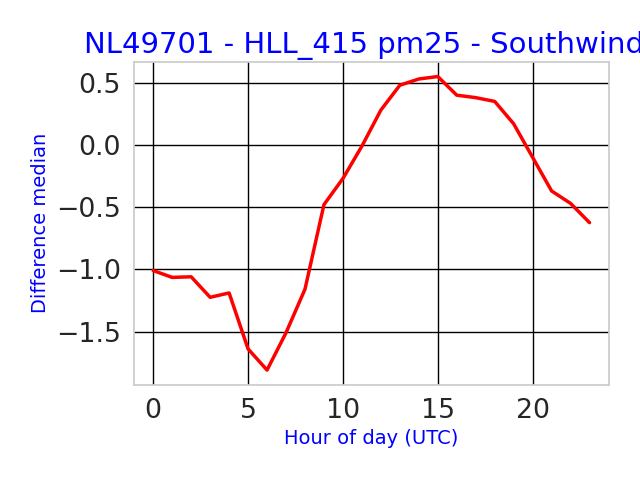 NL49701 - HLL_415 pm25 - Southwind
0.5
0.0
−0.5
−1.0
−1.5
Difference median
0 5 10 15 20
Hour of day (UTC)